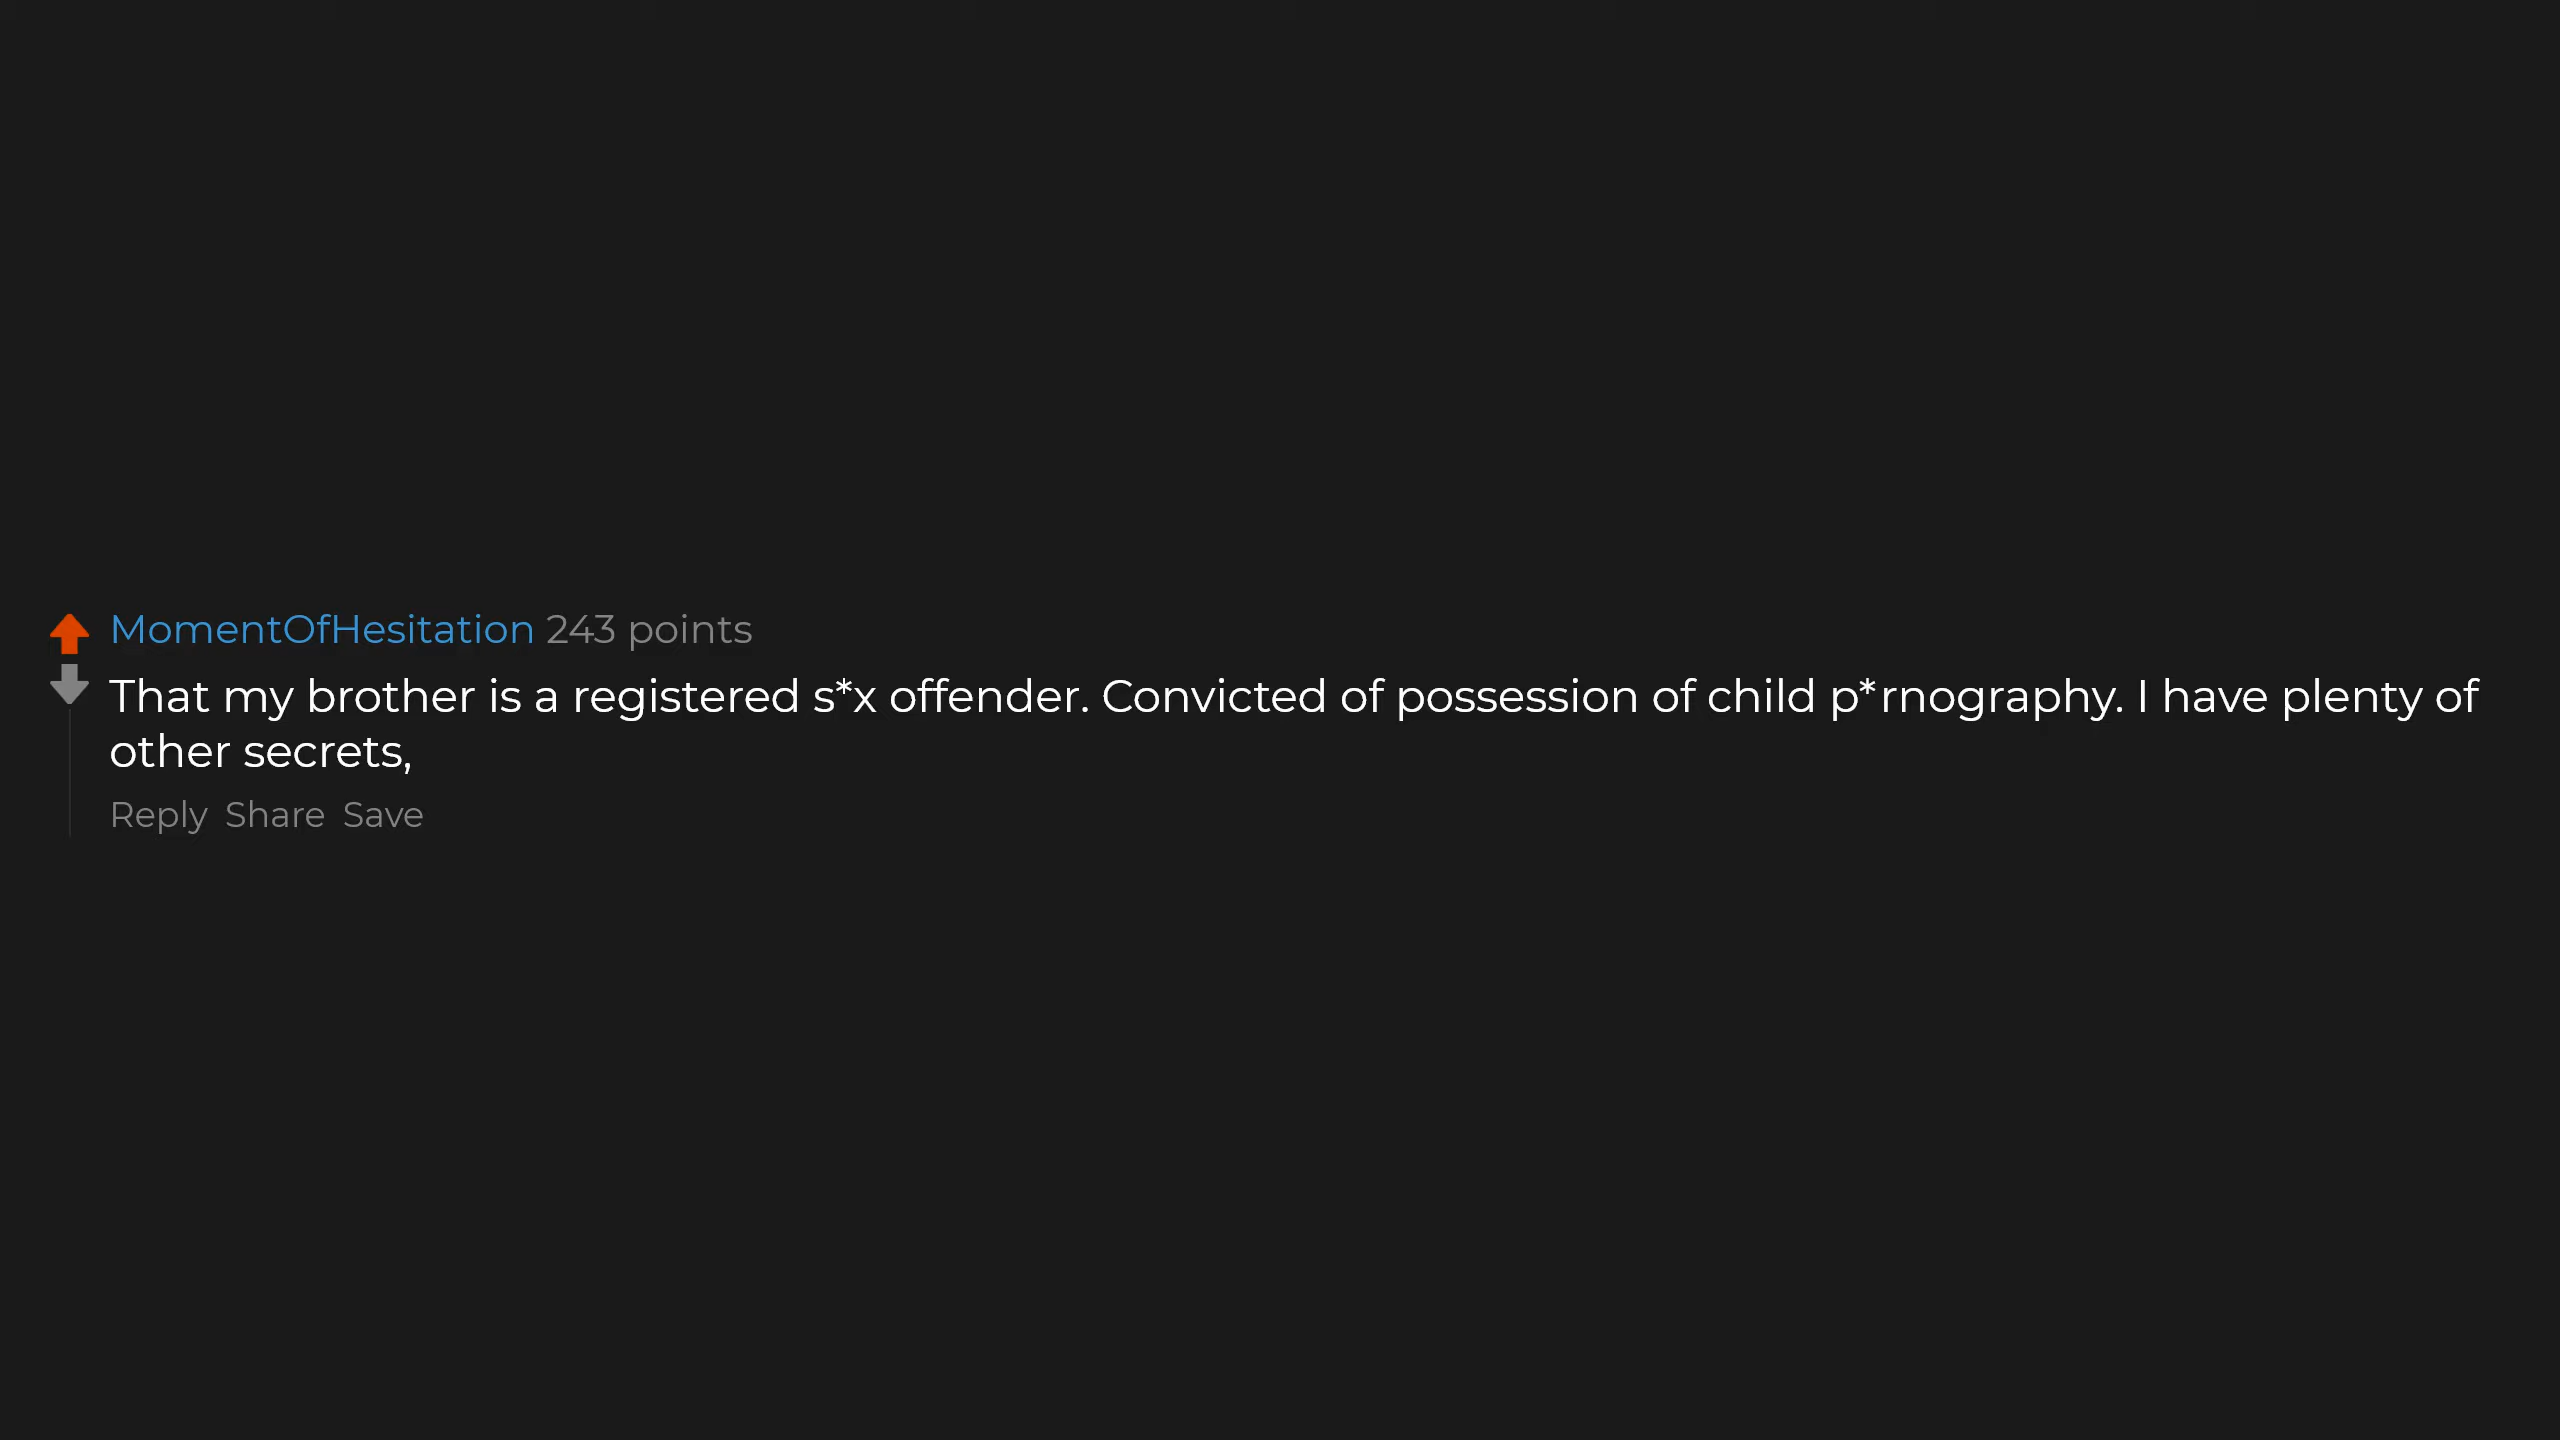 MomentOfHesitation 243 points
That my brother is a registered s*x offender. Convicted of possession of child p*rnography. I have plenty of
other secrets,
Reply Share Save